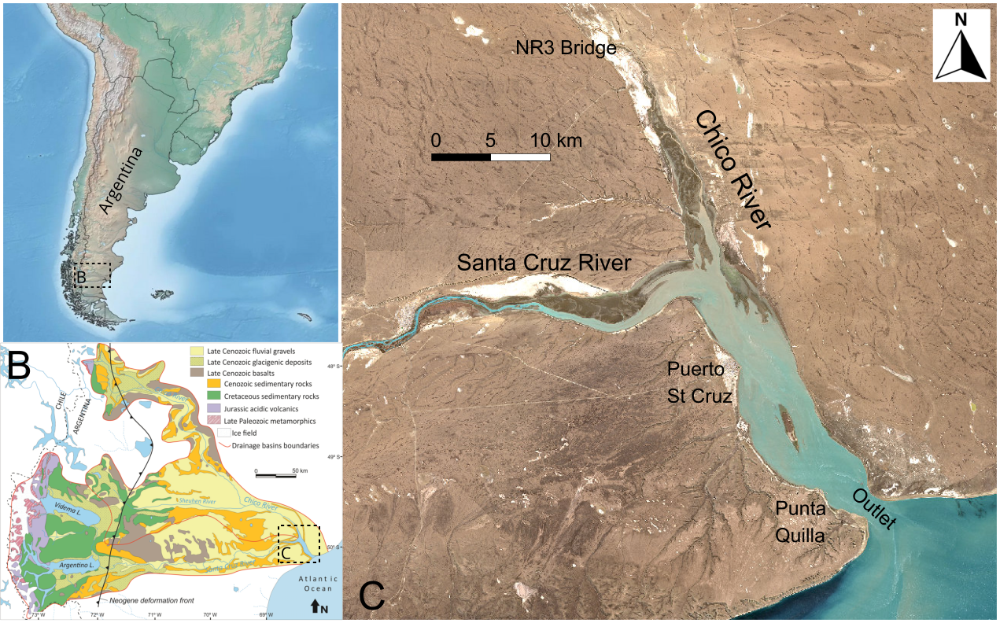 Argentina
B
N
NR3 Bridge
Chico River
0 5 10 km
Santa Cruz River
Puerto
St Cruz
Outlet
Punta
Quilla
C
B
Late Cenozoic fluvial gravels
Late Cenozoic glacigenic deposits
Late Cenozoic basalts
Cenozoic sedimentary rocks
Cretaceous sedimentary rocks
Jurassic acidic volcanics
Late Paleozoic metamorphics
Ice field
Drainage basins boundaries
0 50 km
CHILE
ARGENTINA
River
Chico River
Sheuhen River
Videma L.
Argentino L.
Santa Cruz River
C
Atlantic
Ocean
N
Neogene deformation front
48° S
49° S
50° S
73° W 72° W 71° W 70° W 69° W